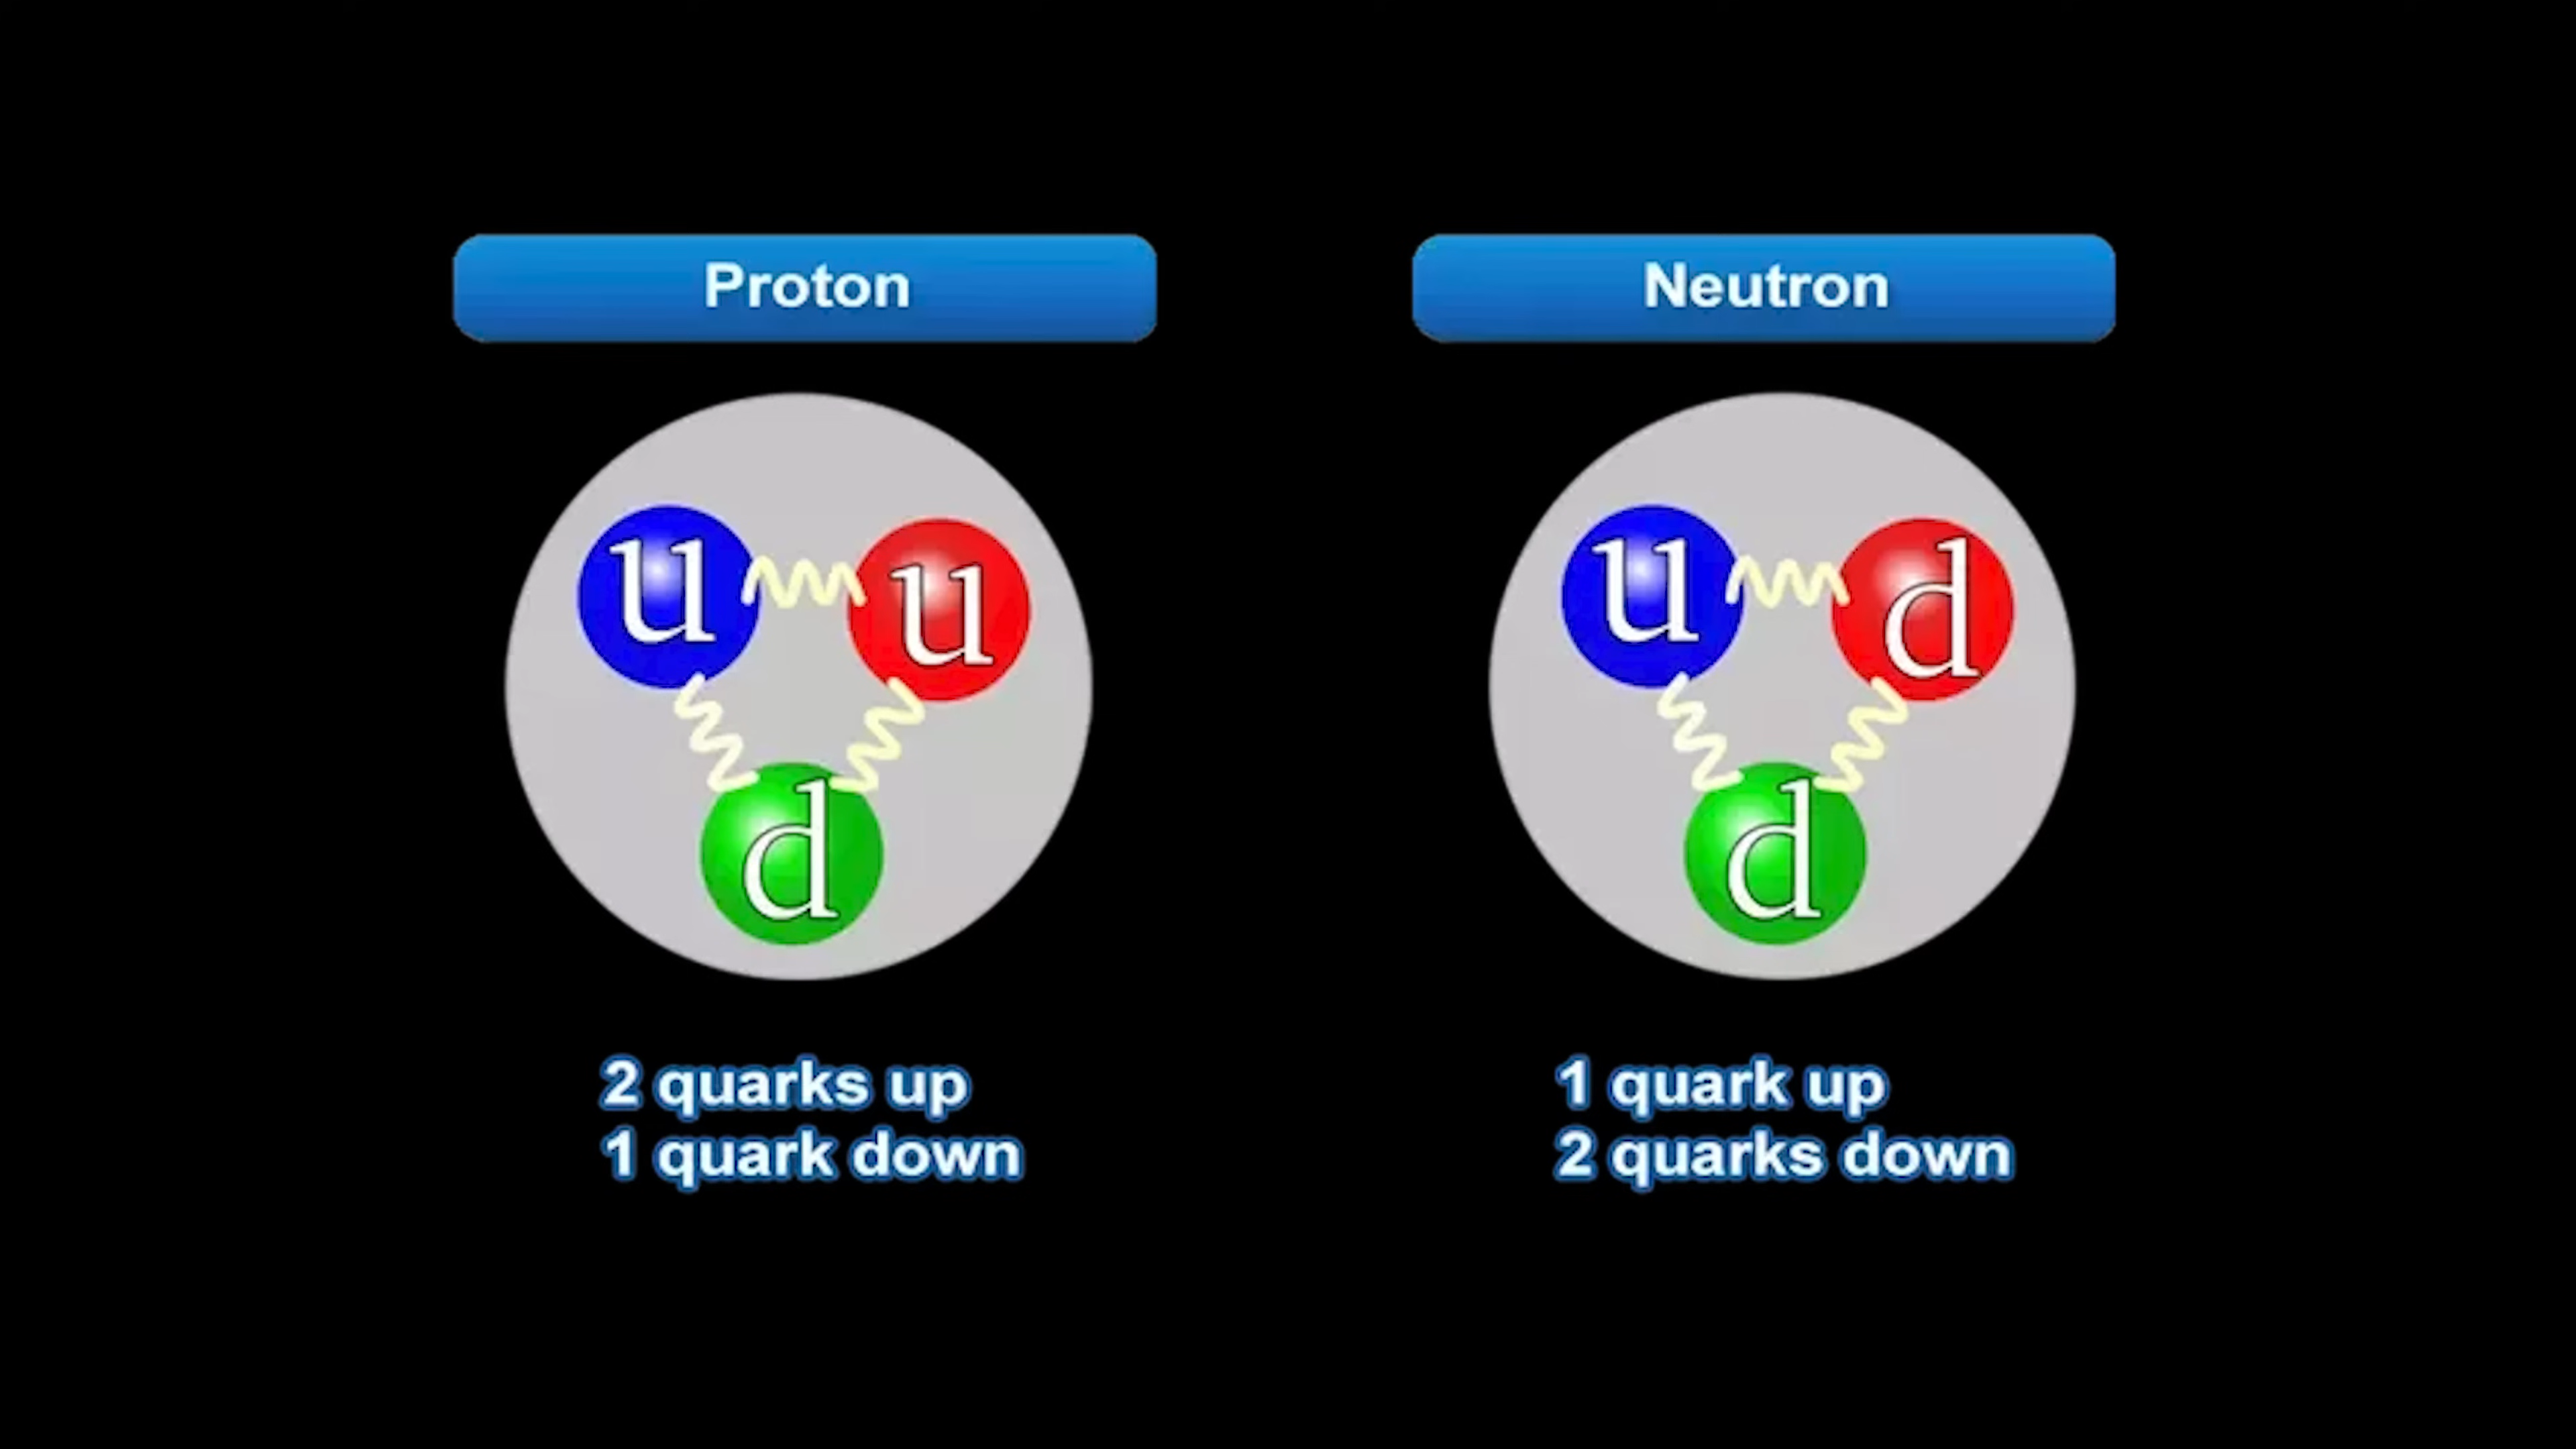 Proton
u
u
d
2 quarks up
1 quark down
Neutron
u
d
d
1 quark up
2 quarks down